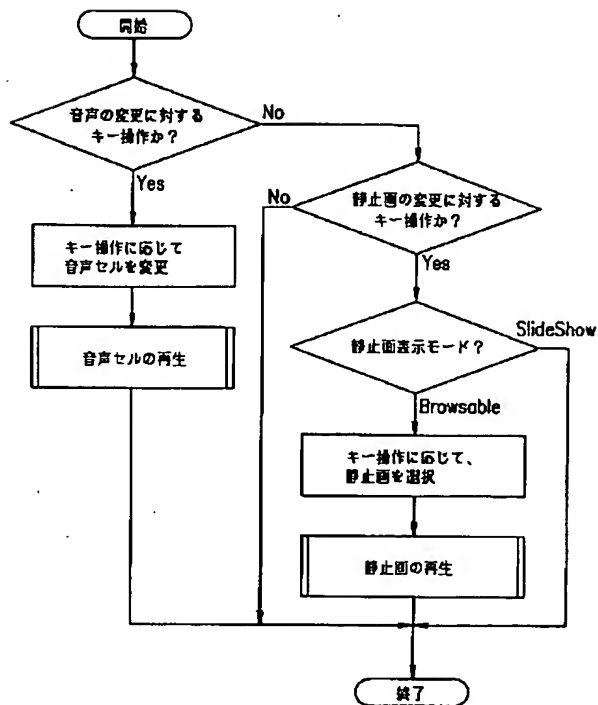 開始
音声の変更に対する
キー操作か?
No
Yes
静止画の変更に対する
キー操作か?
No
Yes
キー操作に応じて
音声セルを変更
音声セルの再生
静止画表示モード?
SlideShow
Browsable
キー操作に応じて、
静止画を選択
静止画の再生
終了